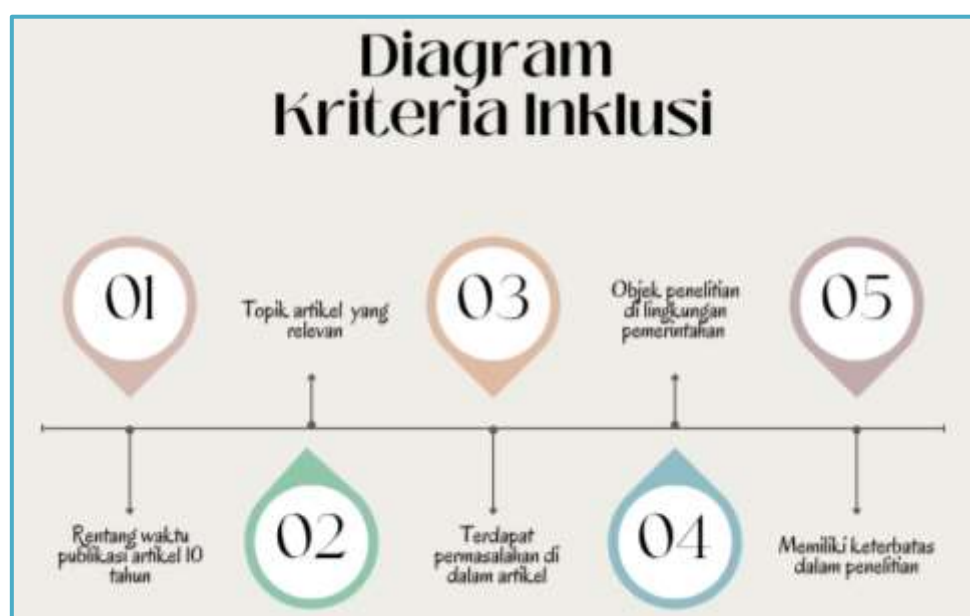 Diagram
Kriteria Inklusi
01
Rentang waktu
publikasi artikel 10
tahun
02
Topik artikel yang
relevan
03
Terdapat
permasalahan di
dalam artikel
04
Objek penelitian
di lingkungan
pemerintahan
05
Memiliki keterbatas
dalam penelitian